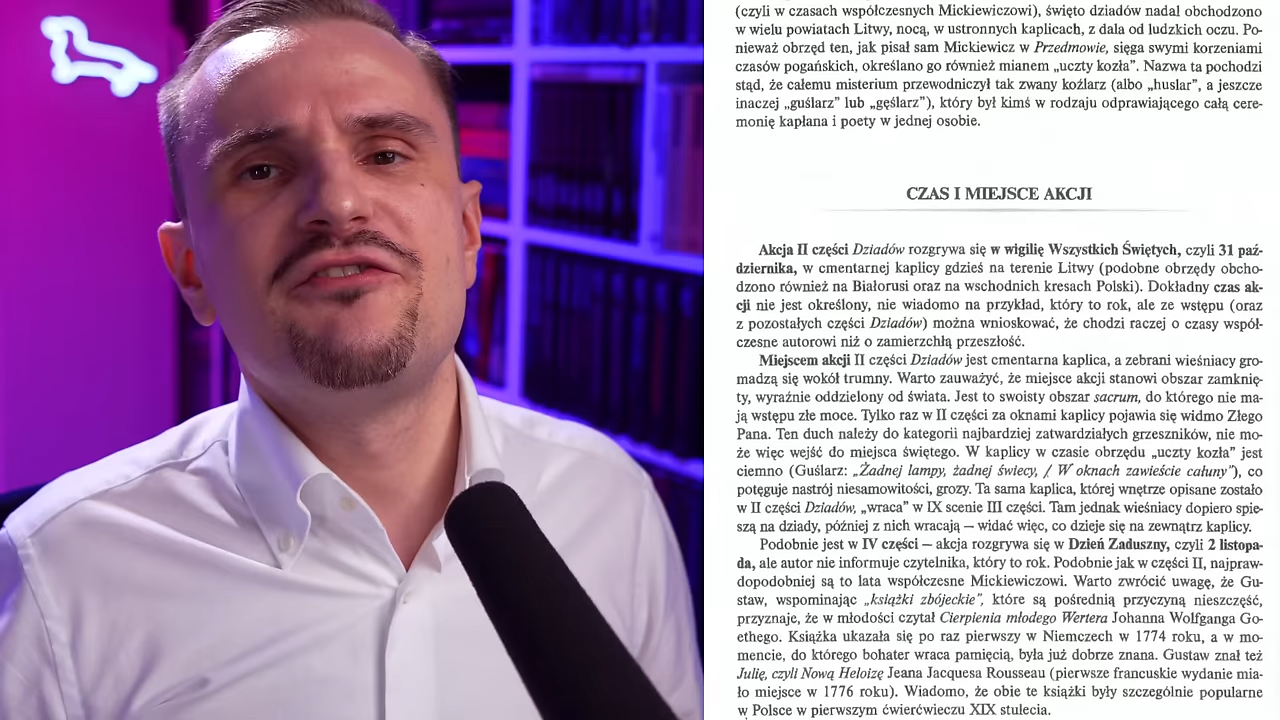 (czyli w czasach współczesnych Mickiewiczowi), święto dziadów nadal obchodzono
w wielu powiatach Litwy, nocą, w ustronnych kaplicach, z dala od ludzkich oczu. Po-
nieważ obrzęd ten, jak pisał sam Mickiewicz w Przedmowie, sięga swymi korzeniami
czasów pogańskich, określano go również mianem „uczty kozła”. Nazwa ta pochodzi
stąd, że całemu misterium przewodniczył tak zwany koźlarz (albo „huslar”, a jeszcze
inaczej „guślarz” lub „gęślarz”), który był kimś w rodzaju odprawiającego całą cere-
monię kapłana i poety w jednej osobie.
CZAS I MIEJSCE AKCJI
Akcja II części Dziadów rozgrywa się w wigilię Wszystkich Świętych, czyli 31 paź-
dziernika, w cmentarnej kaplicy gdzieś na terenie Litwy (podobne obrzędy obcho-
dzono również na Białorusi oraz na wschodnich kresach Polski). Dokładny czas ak-
cji nie jest określony, nie wiadomo na przykład, który to rok, ale ze wstępu (oraz
z pozostałych części Dziadów) można wnioskować, że chodzi raczej o czasy współ-
czesne autorowi niż o zamierzchłą przeszłość.
Miejscem akcji II części Dziadów jest cmentarna kaplica, a zebrani wieśniacy gro-
madzą się wokół trumny. Warto zauważyć, że miejsce akcji stanowi obszar zamknię-
ty, wyraźnie oddzielony od świata. Jest to swoisty obszar sacrum, do którego nie ma-
ją wstępu złe moce. Tylko raz w II części za oknami kaplicy pojawia się widmo Złego
Pana. Ten duch należy do kategorii najbardziej zatwardziałych grzeszników, nie mo-
że więc wejść do miejsca świętego. W kaplicy w czasie obrzędu „uczty kozła” jest
ciemno (Guślarz: „Żadnej lampy, żadnej świecy, / W oknach zawieście całuny”), co
potęguje nastrój niesamowitości, grozy. Ta sama kaplica, której wnętrze opisane zostało
w II części Dziadów, „wraca” w IX scenie III części. Tam jednak wieśniacy dopiero spie-
szą na dziady, później z nich wracają – widać więc, co dzieje się na zewnątrz kaplicy.
Podobnie jest w IV części – akcja rozgrywa się w Dzień Zaduszny, czyli 2 listopa-
da, ale autor nie informuje czytelnika, który to rok. Podobnie jak w części II, najpraw-
dopodobniej są to lata współczesne Mickiewiczowi. Warto zwrócić uwagę, że Gu-
staw, wspominając „książki zbójeckie”, które są pośrednią przyczyną nieszczęść,
przyznaje, że w młodości czytał Cierpienia młodego Wertera Johanna Wolfganga Go-
ethego. Książka ukazała się po raz pierwszy w Niemczech w 1774 roku, a w mo-
mencie, do którego bohater wraca pamięcią, była już dobrze znana. Gustaw znał też
Julię, czyli Nową Heloizę Jeana Jacquesa Rousseau (pierwsze francuskie wydanie mia-
ło miejsce w 1776 roku). Wiadomo, że obie te książki były szczególnie popularne
w Polsce w pierwszym ćwierćwieczu XIX stulecia.